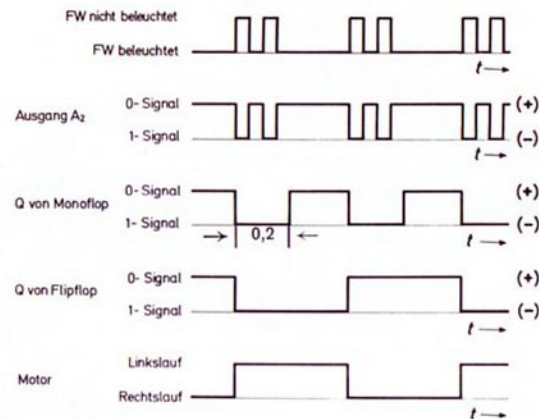 FW nicht beleuchtet
FW beleuchtet
t
Ausgang A₂
0- Signal
(+)
1- Signal
(-)
t
Q von Monoflop
0- Signal
(+)
1- Signal
(-)
0,2
t
Q von Flipflop
0- Signal
(+)
1- Signal
(-)
t
Motor
Linkslauf
Rechtslauf
t